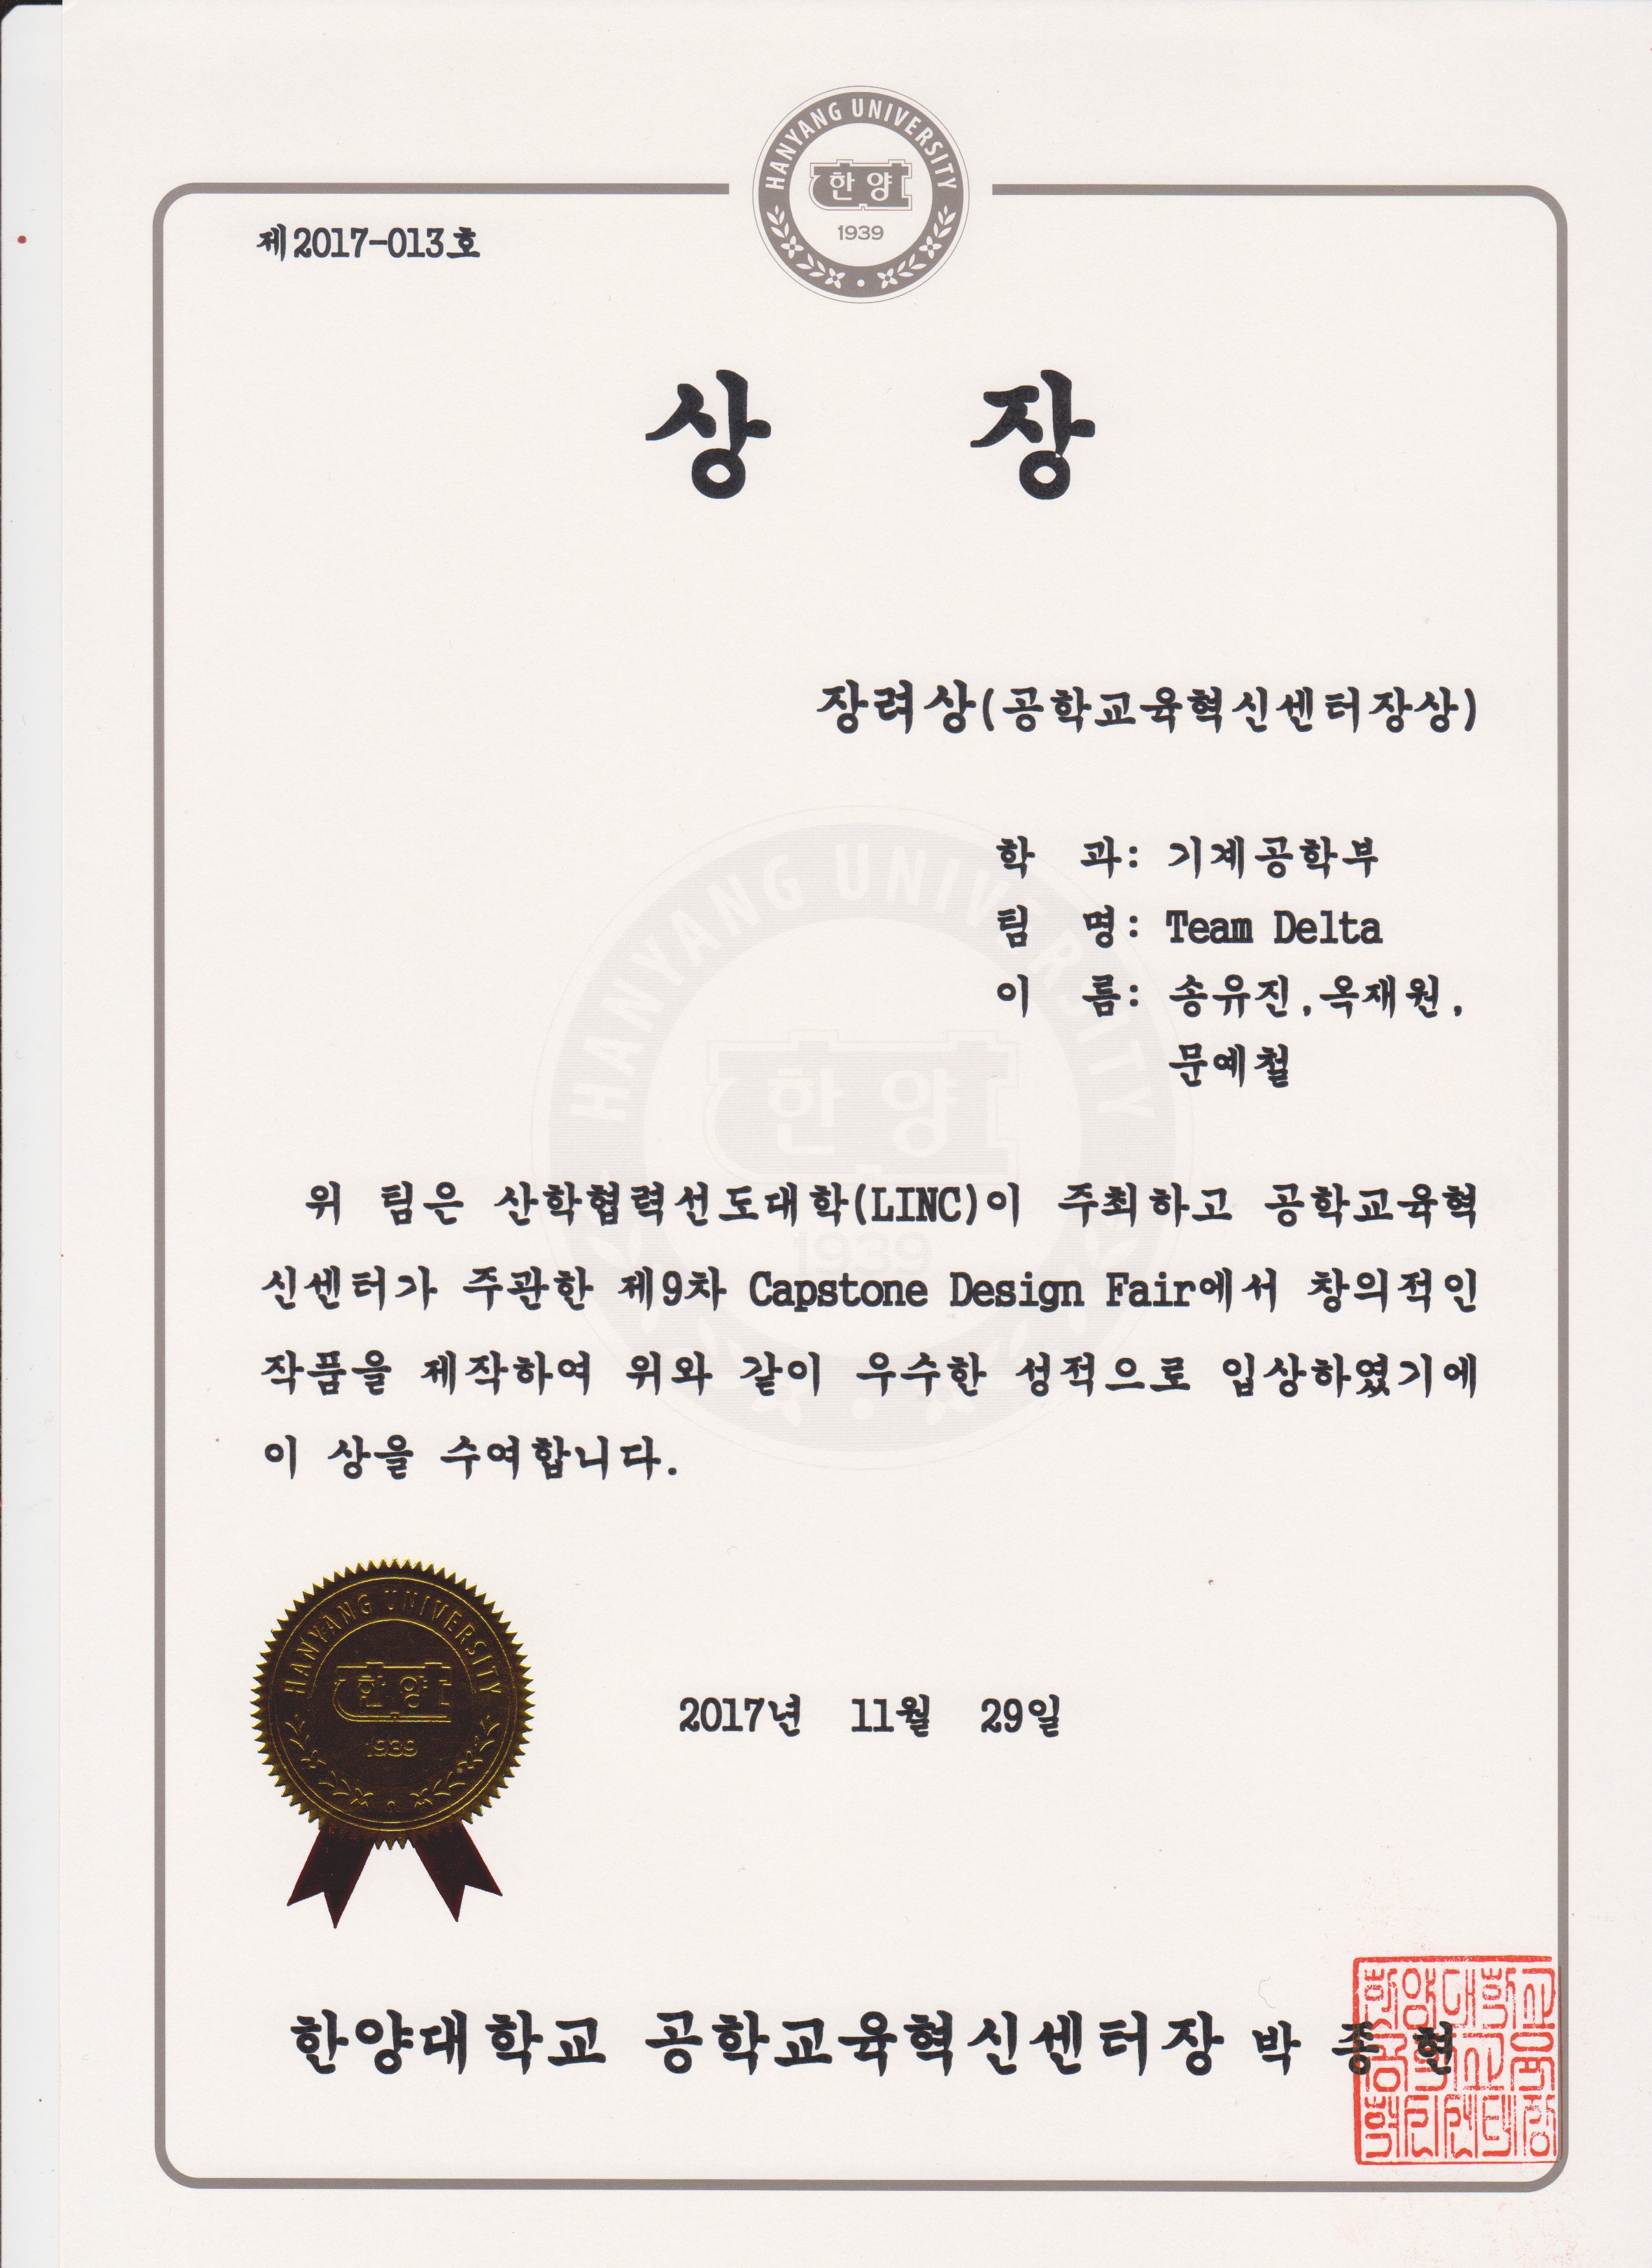 HANYANG UNIVERSITY
한양
1939
제2017-013호
상 장
장려상(공학교육혁신센터장상)
학 과: 기계공학부
팀 명: Team Delta
이 름: 송유진,옥재원,
문예철
HANYANG UNIVERSITY
한양
1939
위 팀은 산학협력선도대학(LINC)이 주최하고 공학교육혁
신센터가 주관한 제9차 Capstone Design Fair에서 창의적인
작품을 제작하여 위와 같이 우수한 성적으로 입상하였기에
이 상을 수여합니다.
HANYANG UNIVERSITY
한양
1939
2017년 11월 29일
한양대학교 공학교육혁신센터장 박 종 현
한양대학교
공학교육
혁신센터장